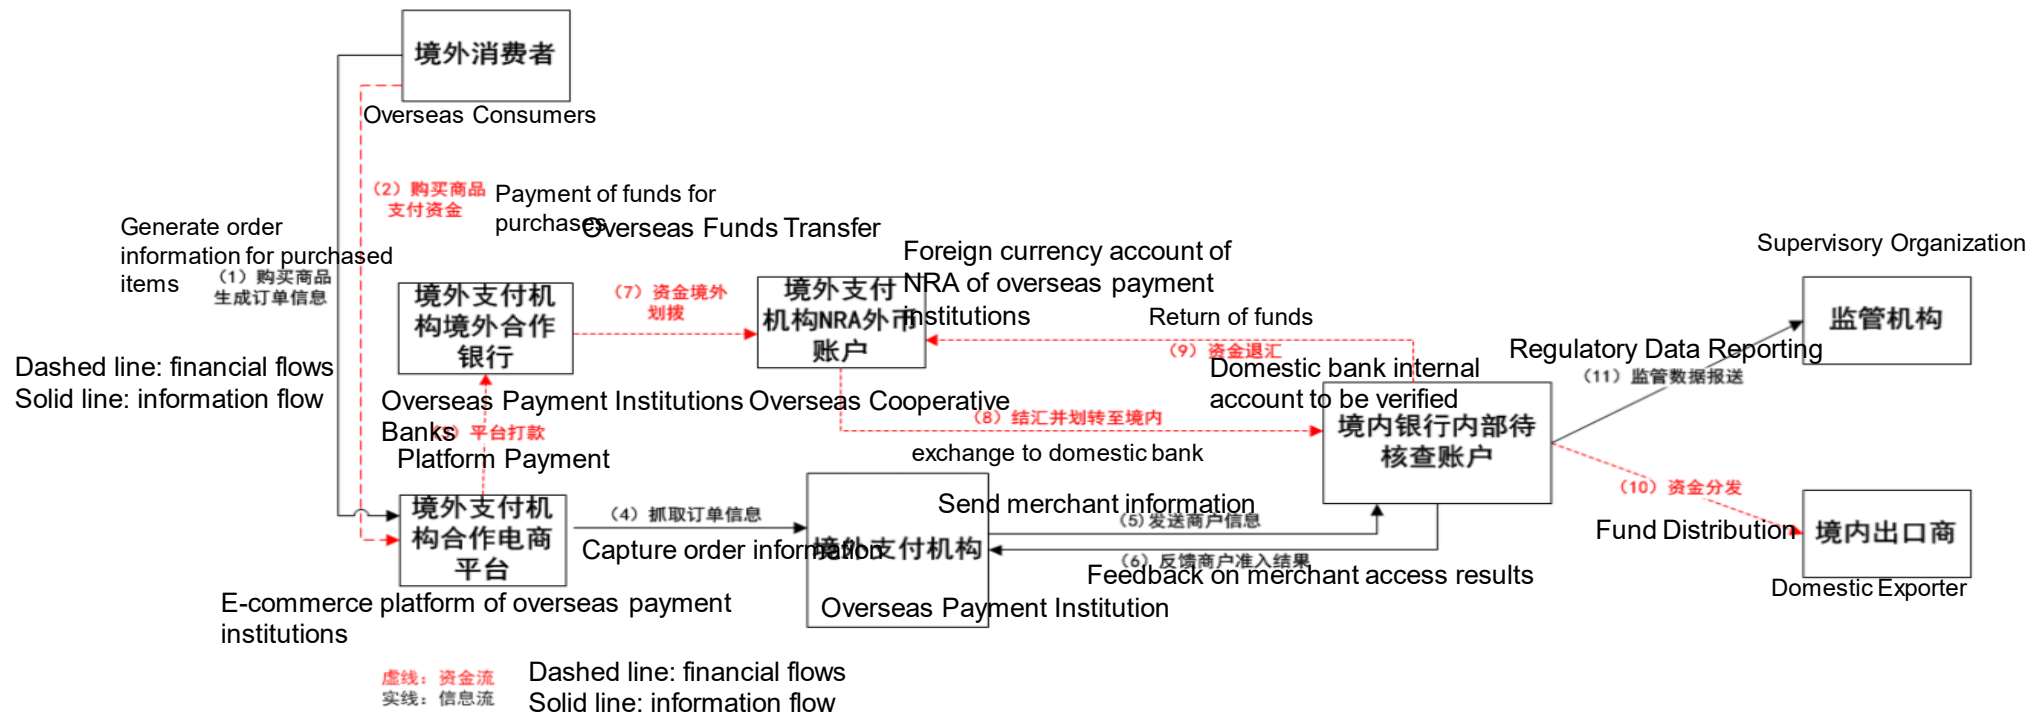 境外消费者
Overseas Consumers
（2）购买商品
支付资金
Payment of funds for
purchases
Overseas Funds Transfer
Generate order
information for purchased
items
（1）购买商品
生成订单信息
Foreign currency account of
NRA of overseas payment
institutions
Supervisory Organization
境外支付机
构境外合作
银行
（7）资金境外
划拨
境外支付
机构NRA外币
账户
Return of funds
（9）资金退汇
监管机构
Regulatory Data Reporting
（11）监管数据报送
Dashed line: financial flows
Solid line: information flow
Domestic bank internal
account to be verified
Overseas Payment Institutions Overseas Cooperative
Banks
（3）平台打款
Platform Payment
（8）结汇并划转至境内
exchange to domestic bank
境内银行内部待
核查账户
境外支付机
构合作电商
平台
（4）抓取订单信息
Capture order information
Send merchant information
（5）发送商户信息
境外支付机构
（6）反馈商户准入结果
Feedback on merchant access results
Overseas Payment Institution
（10）资金分发
Fund Distribution
境内出口商
Domestic Exporter
E-commerce platform of overseas payment
institutions
虚线：资金流
实线：信息流
Dashed line: financial flows
Solid line: information flow